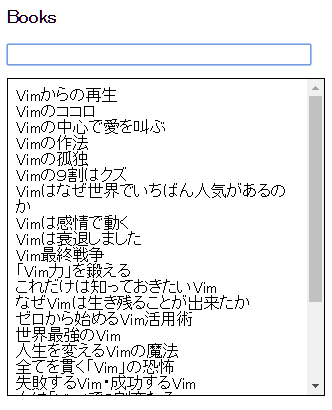 Books
Vimからの再生
Vimのココロ
Vimの中心で愛を叫ぶ
Vimの作法
Vimの孤独
Vimの9割はクズ
Vimはなぜ世界でいちばん人気があるの
か
Vimは感情で動く
Vimは衰退しました
Vim最終戦争
「Vim力」を鍛える
これだけは知っておきたいVim
なぜVimは生き残ることが出来たか
ゼロから始めるVim活用術
世界最強のVim
人生を変えるVimの魔法
全てを貫く「Vim」の恐怖
失敗するVim・成功するVim